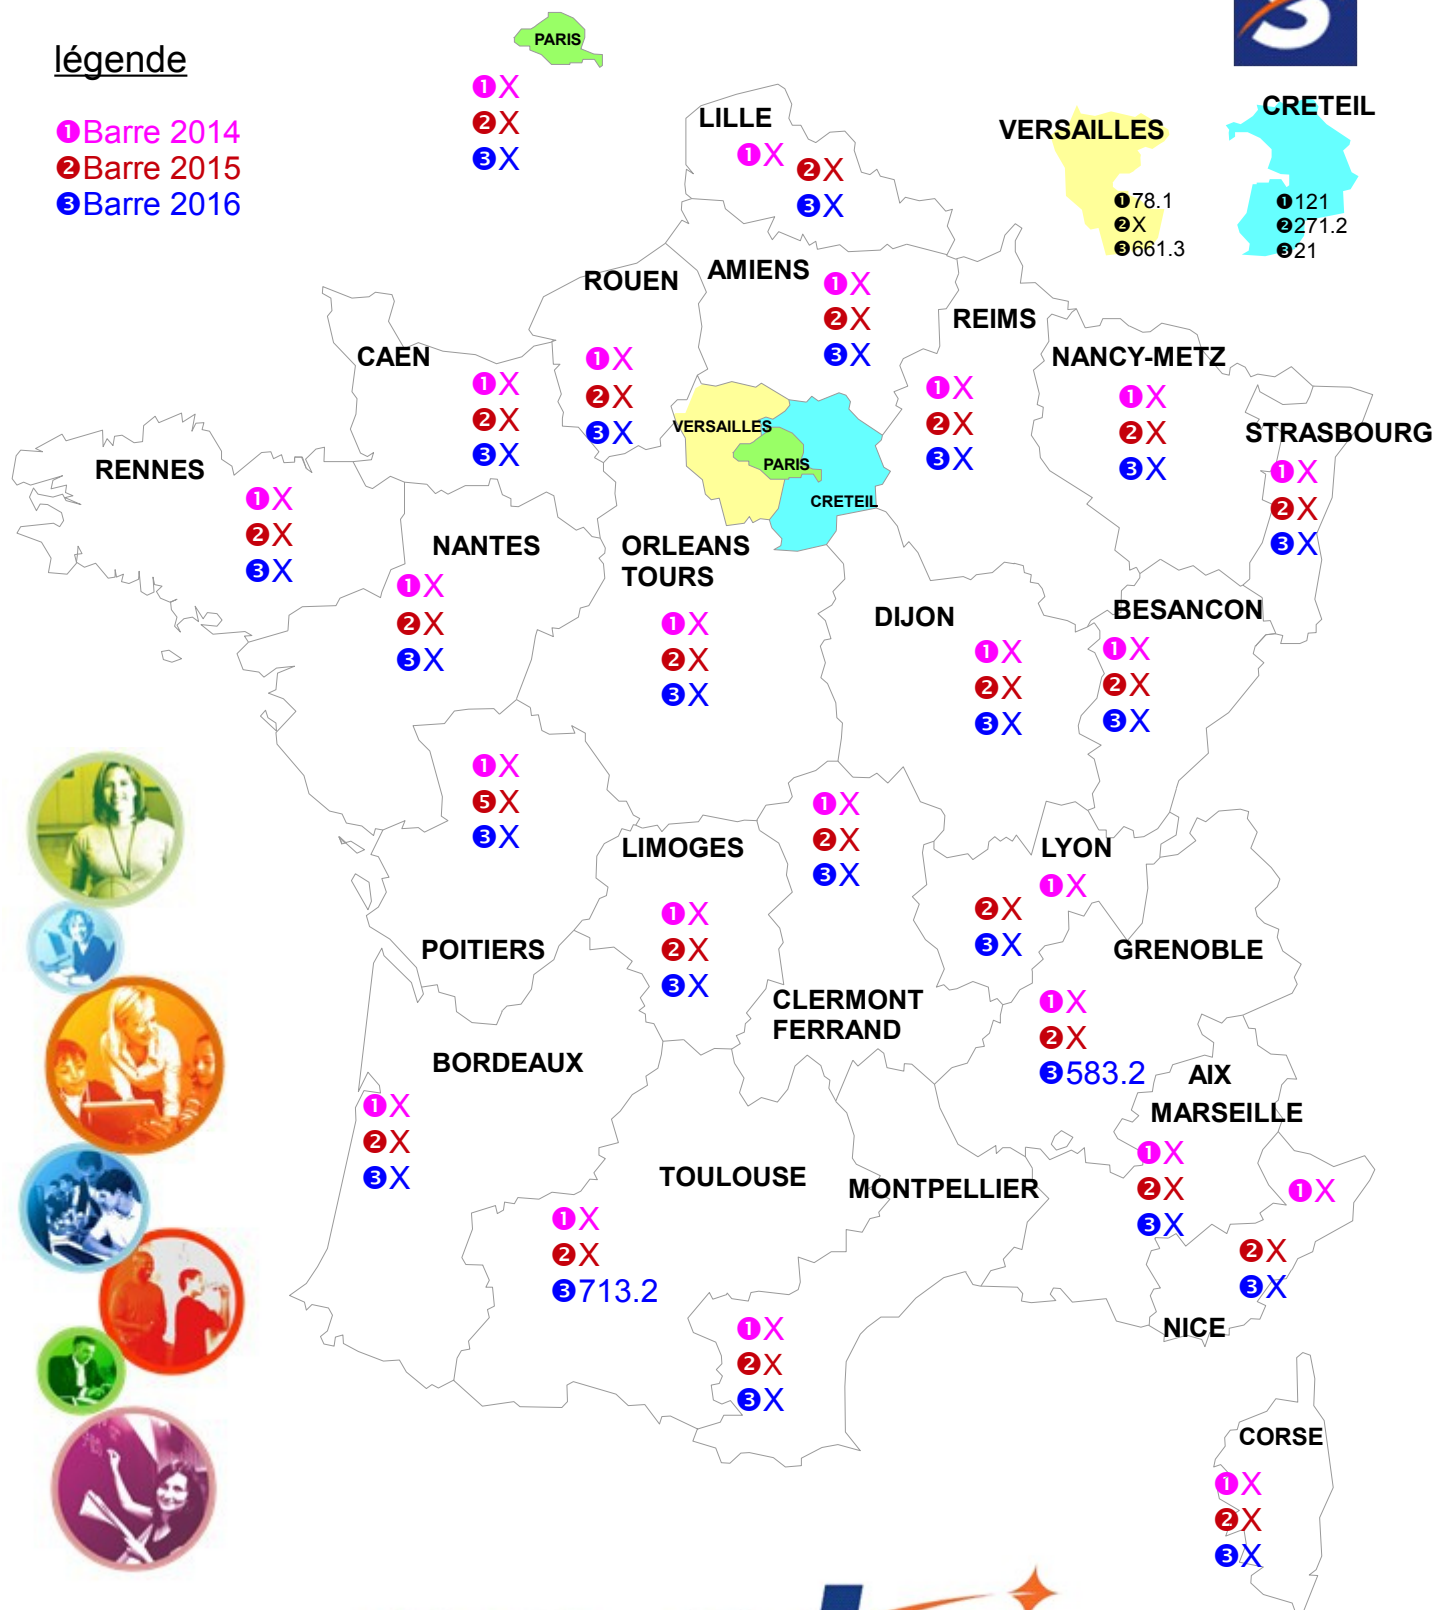 légende
❶Barre 2014
❷Barre 2015
❸Barre 2016
PARIS
❶X
❷X
❸X
LILLE
❶X
❷X
❸X
VERSAILLES
❶78.1
❷X
❸661.3
CRETEIL
❶121
❷271.2
❸21
ROUEN
❶X
❷X
❸X
AMIENS
❶X
❷X
❸X
REIMS
❶X
❷X
❸X
CAEN
❶X
❷X
❸X
NANCY-METZ
❶X
❷X
❸X
STRASBOURG
❶X
❷X
❸X
VERSAILLES
PARIS
CRETEIL
RENNES
❶X
❷X
❸X
NANTES
❶X
❷X
❸X
ORLEANS
TOURS
❶X
❷X
❸X
DIJON
❶X
❷X
❸X
BESANCON
❶X
❷X
❸X
❶X
❺X
❸X
POITIERS
LIMOGES
❶X
❷X
❸X
❶X
❷X
❸X
CLERMONT
FERRAND
LYON
❶X
❷X
❸X
GRENOBLE
❶X
❷X
❸583.2
BORDEAUX
❶X
❷X
❸X
AIX
MARSEILLE
❶X
❷X
❸X
TOULOUSE
❶X
❷X
❸713.2
MONTPELLIER
❶X
❷X
❸X
❶X
❷X
❸X
NICE
CORSE
❶X
❷X
❸X